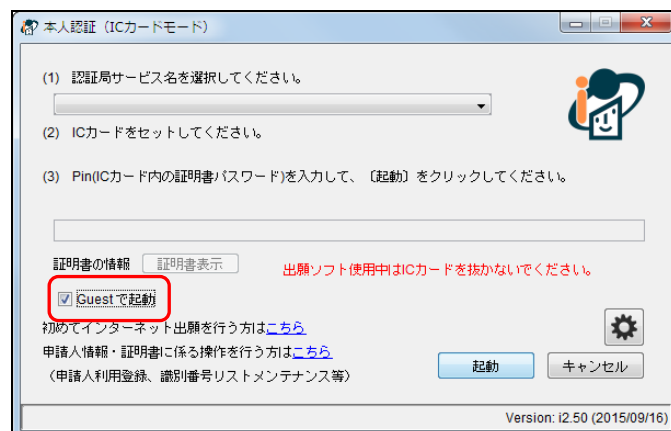 本人認証（ICカードモード）
(1) 認証局サービス名を選択してください。
(2) ICカードをセットしてください。
(3) Pin(ICカード内の証明書パスワード)を入力して、〔起動〕をクリックしてください。
証明書の情報 証明書表示 出願ソフト使用中はICカードを抜かないでください。
Guestで起動
初めてインターネット出願を行う方はこちら
申請人情報・証明書に係る操作を行う方はこちら
（申請人利用登録、識別番号リストメンテナンス等）
起動 キャンセル
Version: i2.50 (2015/09/16)